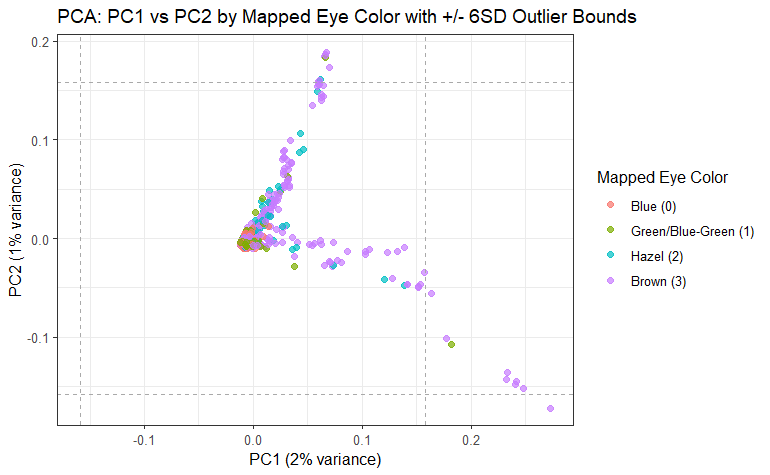 PCA: PC1 vs PC2 by Mapped Eye Color with +/- 6SD Outlier Bounds
0.2
0.1
0.0
-0.1
PC2 (1% variance)
-0.1
0.0
0.1
0.2
PC1 (2% variance)
Mapped Eye Color
Blue (0)
Green/Blue-Green (1)
Hazel (2)
Brown (3)